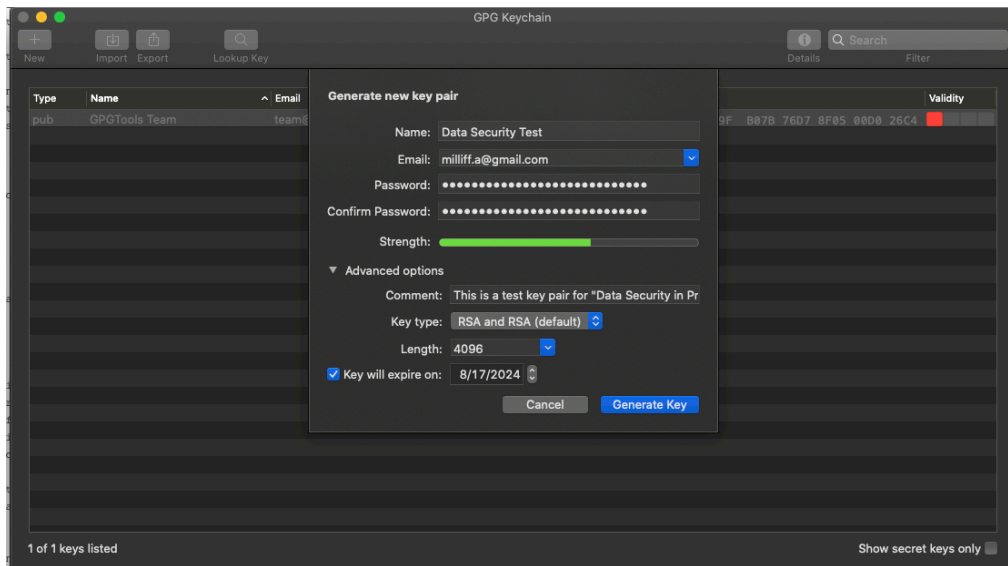 GPG Keychain
New Import Export Lookup Key Details Search Filter
Type Name Email Validity
pub GPGTools Team team@ 9F B07B 76D7 8F05 00D0 26C4
Generate new key pair
Name: Data Security Test
Email: milliff.a@gmail.com
Password: ••••••••••••••••••••••••••••
Confirm Password: ••••••••••••••••••••••••••••
Strength:
Advanced options
Comment: This is a test key pair for "Data Security in Pr
Key type: RSA and RSA (default)
Length: 4096
Key will expire on: 8/17/2024
Cancel Generate Key
1 of 1 keys listed Show secret keys only